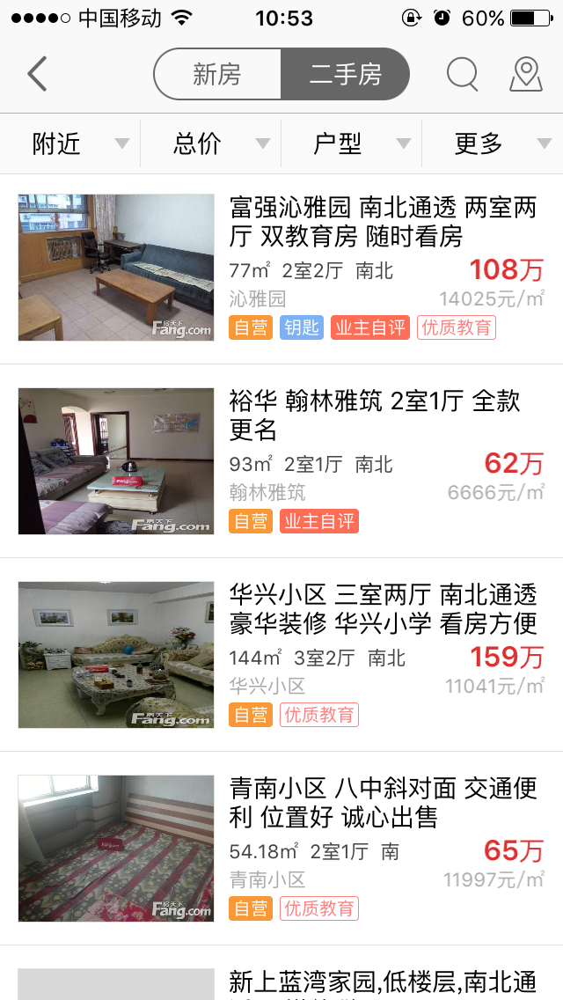 中国移动 10:53 60%
新房 二手房
附近 总价 户型 更多
富强沁雅园 南北通透 两室两
厅 双教育房 随时看房
77㎡ 2室2厅 南北 108万
沁雅园 14025元/㎡
自营 钥匙 业主自评 优质教育
房天下
Fang.com
裕华 翰林雅筑 2室1厅 全款
更名
93㎡ 2室1厅 南北 62万
翰林雅筑 6666元/㎡
自营 业主自评
房天下
Fang.com
华兴小区 三室两厅 南北通透
豪华装修 华兴小学 看房方便
144㎡ 3室2厅 南北 159万
华兴小区 11041元/㎡
自营 优质教育
房天下
Fang.com
青南小区 八中斜对面 交通便
利 位置好 诚心出售
54.18㎡ 2室1厅 南 65万
青南小区 11997元/㎡
自营 优质教育
房天下
Fang.com
新上蓝湾家园,低楼层,南北通